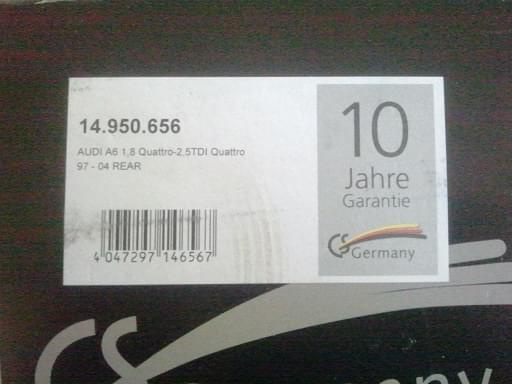 14.950.656
AUDI A6 1,8 Quattro-2,5TDI Quattro
97 - 04 REAR
4 047297 146567
10
Jahre
Garantie
CS Germany